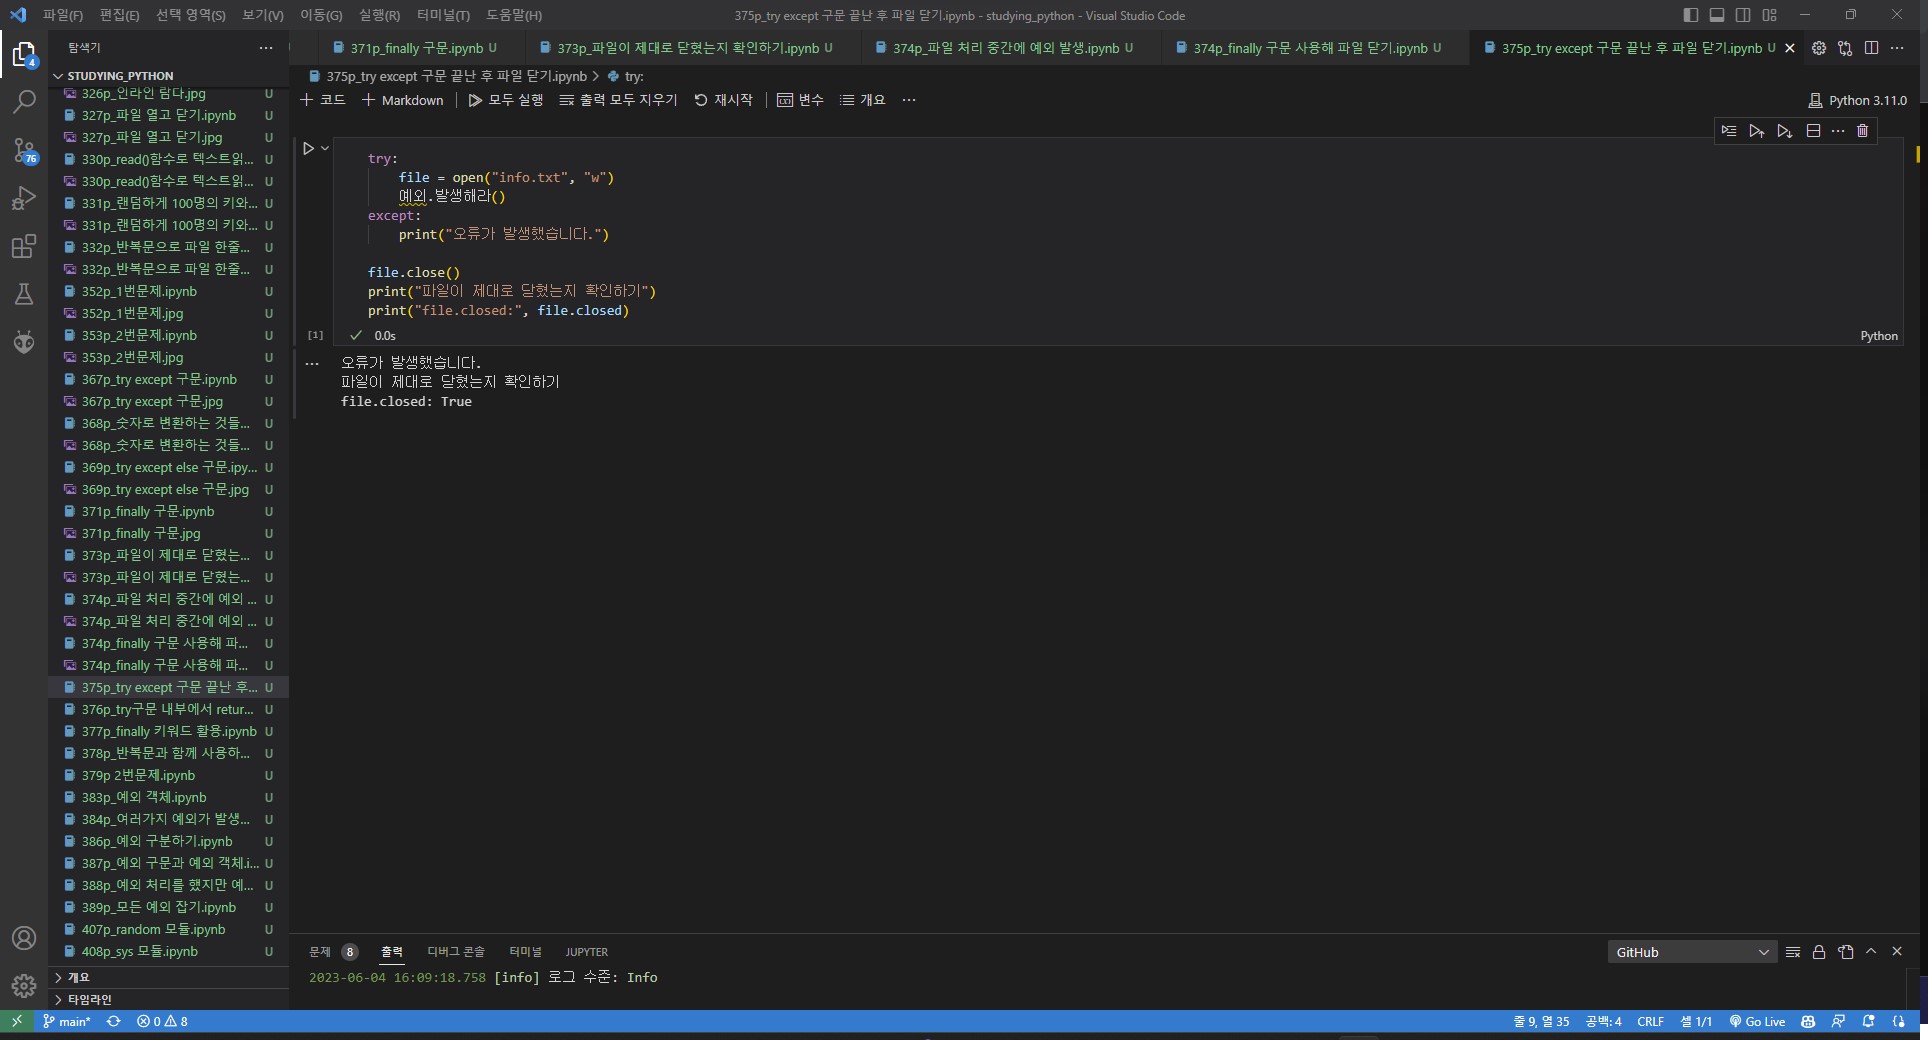 파일(F) 편집(E) 선택 영역(S) 보기(V) 이동(G) 실행(R) 터미널(T) 도움말(H)
375p_try except 구문 끝난 후 파일 닫기.ipynb - studying_python - Visual Studio Code
탐색기
371p_finally 구문.ipynb U
373p_파일이 제대로 닫혔는지 확인하기.ipynb U
374p_파일 처리 중간에 예외 발생.ipynb U
374p_finally 구문 사용해 파일 닫기.ipynb U
375p_try except 구문 끝난 후 파일 닫기.ipynb U
4
76
STUDYING_PYTHON
326p_인라인 람다.jpg U
327p_파일 열고 닫기.ipynb U
327p_파일 열고 닫기.jpg U
330p_read()함수로 텍스트읽... U
330p_read()함수로 텍스트읽... U
331p_랜덤하게 100명의 키와... U
331p_랜덤하게 100명의 키와... U
332p_반복문으로 파일 한줄... U
332p_반복문으로 파일 한줄... U
352p_1번문제.ipynb U
352p_1번문제.jpg U
353p_2번문제.ipynb U
353p_2번문제.jpg U
367p_try except 구문.ipynb U
367p_try except 구문.jpg U
368p_숫자로 변환하는 것들... U
368p_숫자로 변환하는 것들... U
369p_try except else 구문.ipy... U
369p_try except else 구문.jpg U
371p_finally 구문.ipynb U
371p_finally 구문.jpg U
373p_파일이 제대로 닫혔는... U
373p_파일이 제대로 닫혔는... U
374p_파일 처리 중간에 예외 ... U
374p_파일 처리 중간에 예외 ... U
374p_finally 구문 사용해 파... U
374p_finally 구문 사용해 파... U
375p_try except 구문 끝난 후... U
376p_try구문 내부에서 retur... U
377p_finally 키워드 활용.ipynb U
378p_반복문과 함께 사용하... U
379p 2번문제.ipynb U
383p_예외 객체.ipynb U
384p_여러가지 예외가 발생... U
386p_예외 구분하기.ipynb U
387p_예외 구문과 예외 객체.i... U
388p_예외 처리를 했지만 예... U
389p_모든 예외 잡기.ipynb U
407p_random 모듈.ipynb U
408p_sys 모듈.ipynb U
개요
타임라인
375p_try except 구문 끝난 후 파일 닫기.ipynb > try:
+ 코드 + Markdown 모두 실행 출력 모두 지우기 재시작 변수 개요 ...
Python 3.11.0
try:
file = open("info.txt", "w")
예외.발생해라()
except:
print("오류가 발생했습니다.")
file.close()
print("파일이 제대로 닫혔는지 확인하기")
print("file.closed:", file.closed)
[1] 0.0s
Python
오류가 발생했습니다.
파일이 제대로 닫혔는지 확인하기
file.closed: True
문제 8 출력 디버그 콘솔 터미널 JUPYTER
GitHub
2023-06-04 16:09:18.758 [info] 로그 수준: Info
main* 0 8
줄 9, 열 35 공백: 4 CRLF 셀 1/1 Go Live